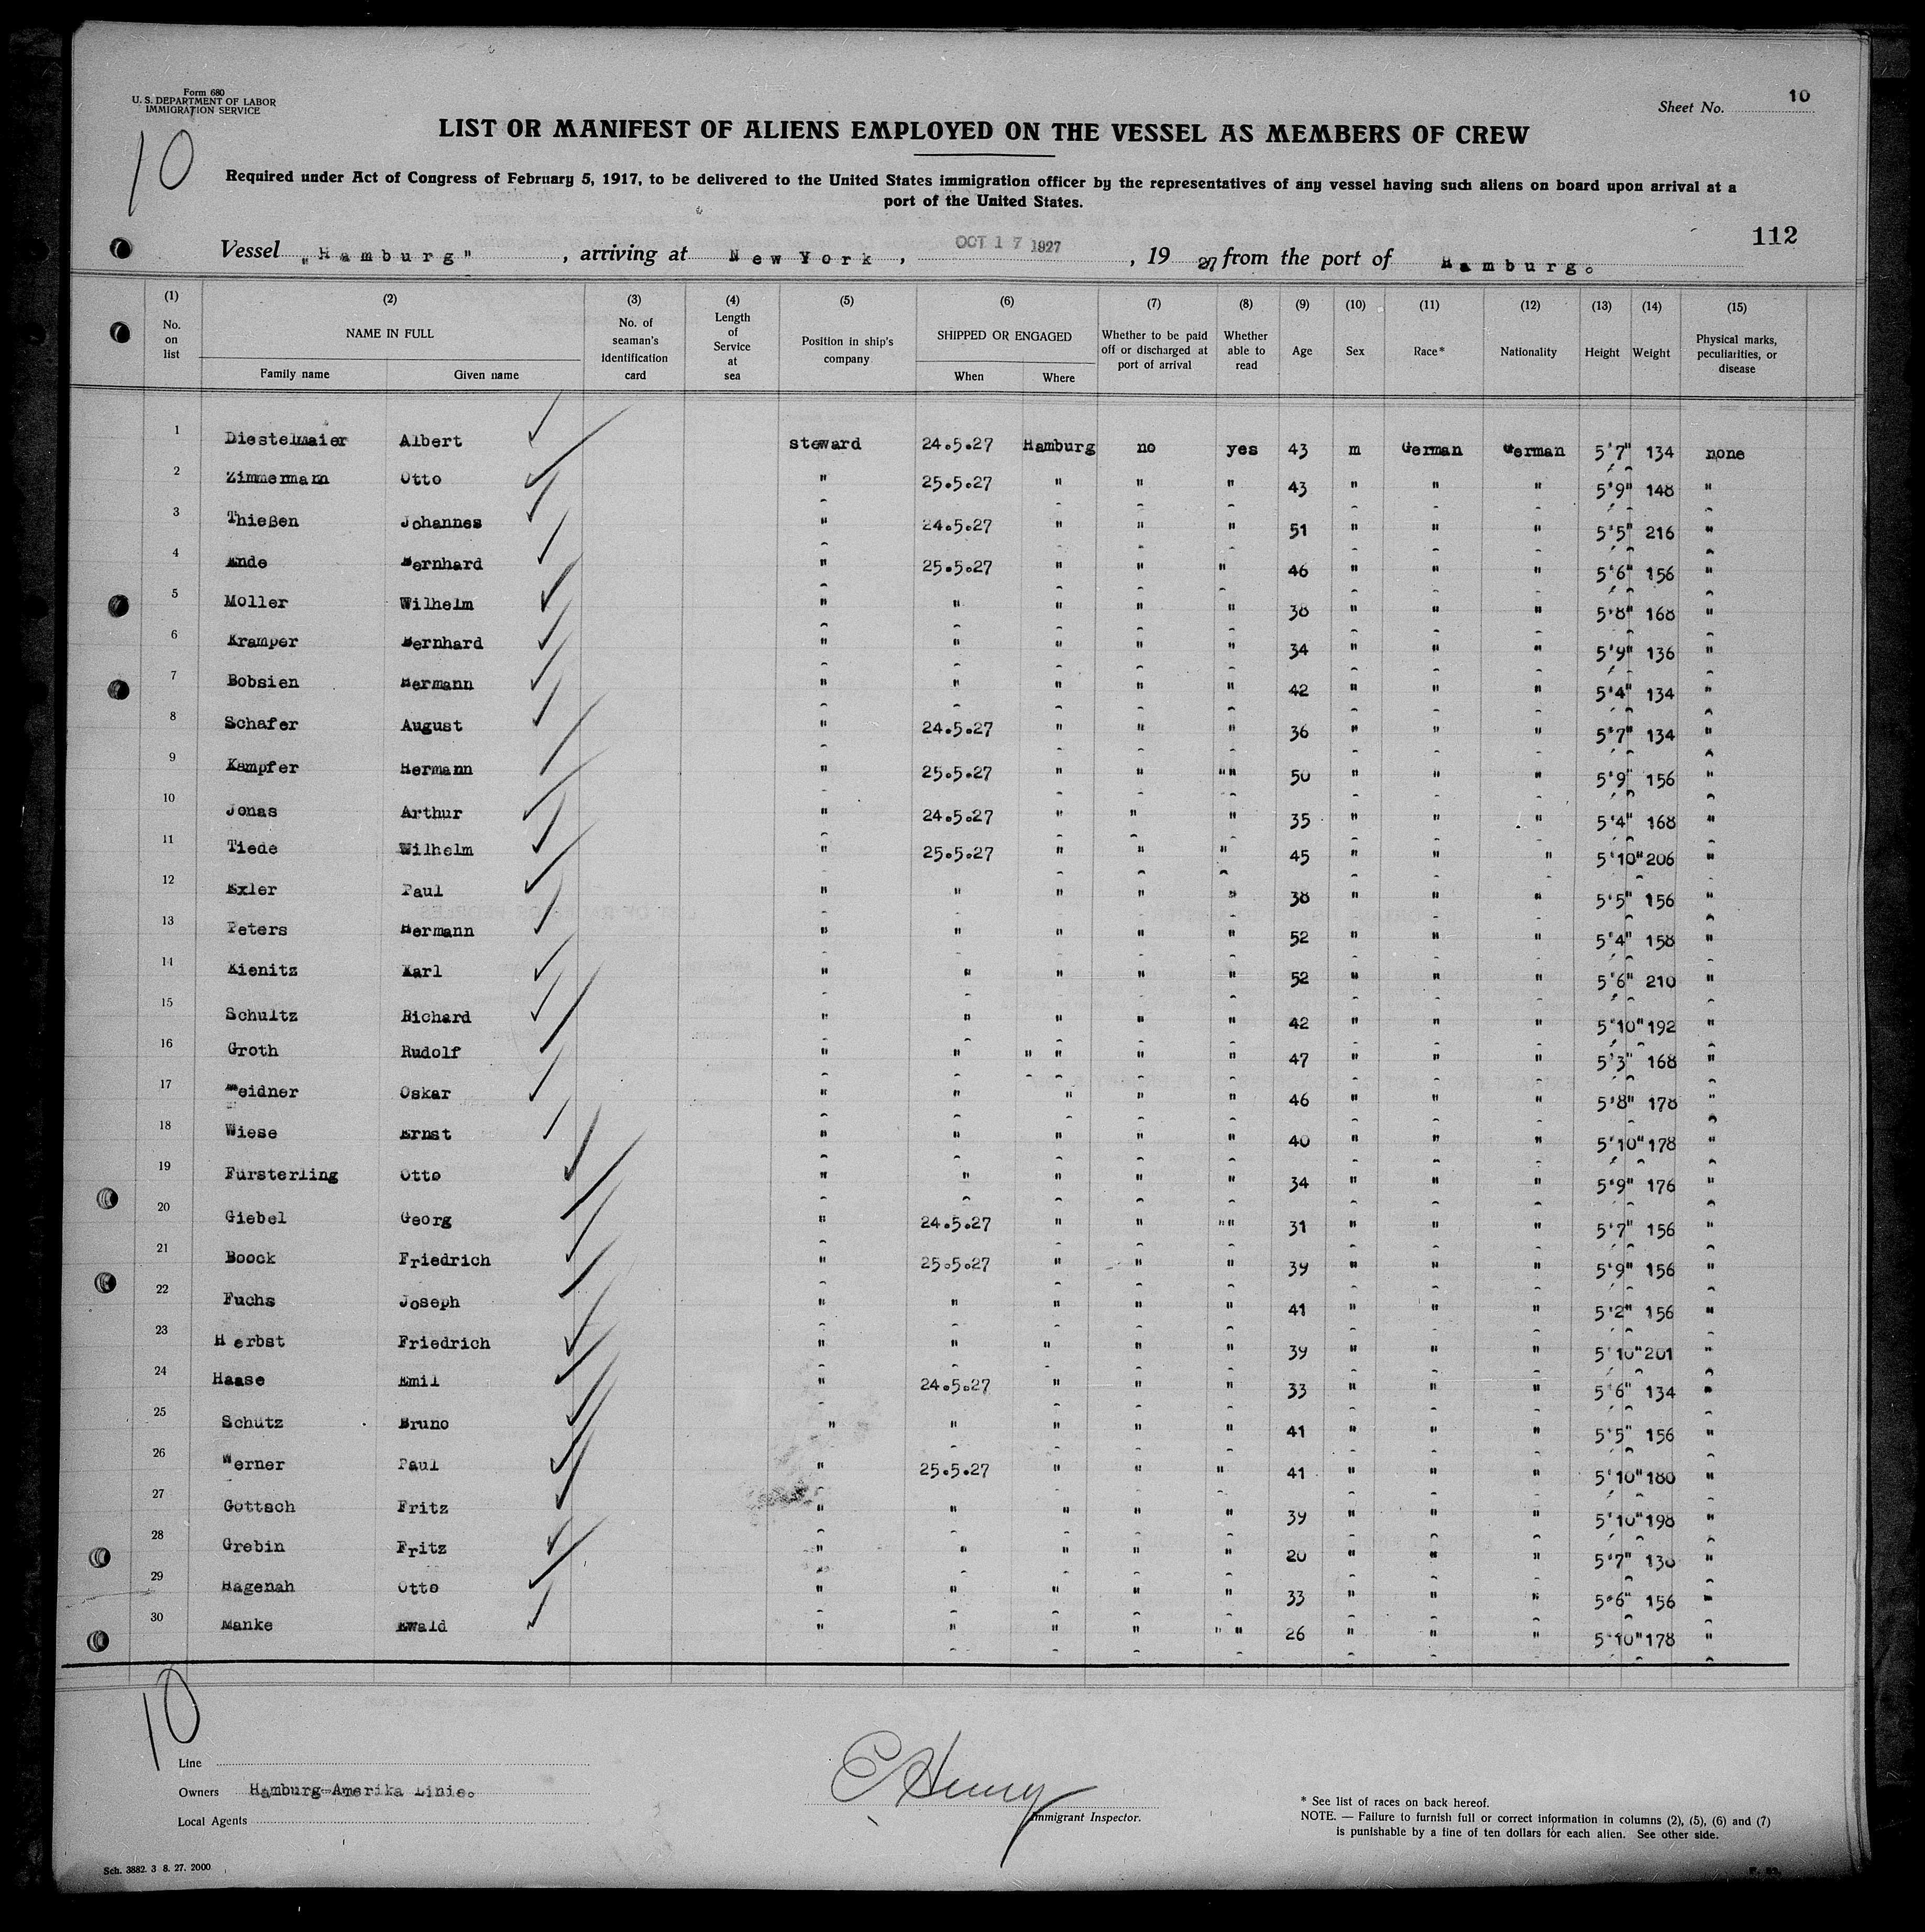 Form 680
U. S. DEPARTMENT OF LABOR
IMMIGRATION SERVICE
Sheet No. 10
10
LIST OR MANIFEST OF ALIENS EMPLOYED ON THE VESSEL AS MEMBERS OF CREW
Required under Act of Congress of February 5, 1917, to be delivered to the United States immigration officer by the representatives of any vessel having such aliens on board upon arrival at a
port of the United States.
112
Vessel "Hamburg", arriving at New York, OCT 17 1927, 19 27 from the port of Hamburg.
(1) (2) (3) (4) (5) (6) (7) (8) (9) (10) (11) (12) (13) (14) (15)
No. on list NAME IN FULL Family name Given name No. of seaman's identification card Length of Service at sea Position in ship's company SHIPPED OR ENGAGED When Where Whether to be paid off or discharged at port of arrival Whether able to read Age Sex Race* Nationality Height Weight Physical marks, peculiarities, or disease
1 Diestelmaier Albert steward 24.5.27 Hamburg no yes 43 m German German 5'7" 134 none
2 Zimmermann Otto " 25.5.27 " " " 43 " " " 5'9" 148 "
3 Thießen Johannes " 24.5.27 " " " 51 " " " 5'5" 216 "
4 Ende Bernhard " 25.5.27 " " " 46 " " " 5'6" 156 "
5 Moller Wilhelm " " " " " 38 " " " 5'8" 168 "
6 Kramper Bernhard " " " " " 34 " " " 5'9" 136 "
7 Bobsien Hermann " " " " " 42 " " " 5'4" 134 "
8 Schafer August " 24.5.27 " " " 36 " " " 5'7" 134 "
9 Kampfer Hermann " 25.5.27 " " "" 50 " " " 5'9" 156 "
10 Jonas Arthur " 24.5.27 " " " 35 " " " 5'4" 168 "
11 Tiede Wilhelm " 25.5.27 " " " 45 " " " 5'10" 206 "
12 Exler Paul " " " " " 38 " " " 5'5" 156 "
13 Peters Hermann " " " " " 52 " " " 5'4" 158 "
14 Kienitz Karl " " " " " 52 " " " 5'6" 210 "
15 Schultz Richard " " " " " 42 " " " 5'10" 192 "
16 Groth Rudolf " " " " " " 47 " " " 5'3" 168 "
17 Weidner Oskar " " " " " 46 " " " 5'8" 178 "
18 Wiese Ernst " " " " " 40 " " " 5'10" 178 "
19 Fursterling Otto " " " " " 34 " " " 5'9" 176 "
20 Giebel Georg " 24.5.27 " " "" 31 " " " 5'7" 156 "
21 Boock Friedrich " 25.5.27 " " " 39 " " " 5'9" 156 "
22 Fuchs Joseph " " " " " 41 " " " 5'2" 156 "
23 Herbst Friedrich " " " " " 39 " " " 5'10" 201 "
24 Haase Emil " 24.5.27 " " " 33 " " " 5'6" 134 "
25 Schutz Bruno " " " " " 41 " " " 5'5" 156 "
26 Werner Paul " 25.5.27 " " " 41 " " " 5'10" 180 "
27 Gottsch Fritz " " " " " 39 " " " 5'10" 198 "
28 Grebin Fritz " " " " " 20 " " " 5'7" "
29 Hagenah Otto " " " " " 33 " " " 5'6" 156 "
30 Manke Ewald " " " " " " 26 " " " 5'10" 178 "
10
Line
Owners Hamburg-Amerika Linie.
Local Agents
E Henry
Immigrant Inspector.
* See list of races on back hereof.
NOTE. — Failure to furnish full or correct information in columns (2), (5), (6) and (7)
is punishable by a fine of ten dollars for each alien. See other side.
Sch. 3882. 3 8. 27. 2000